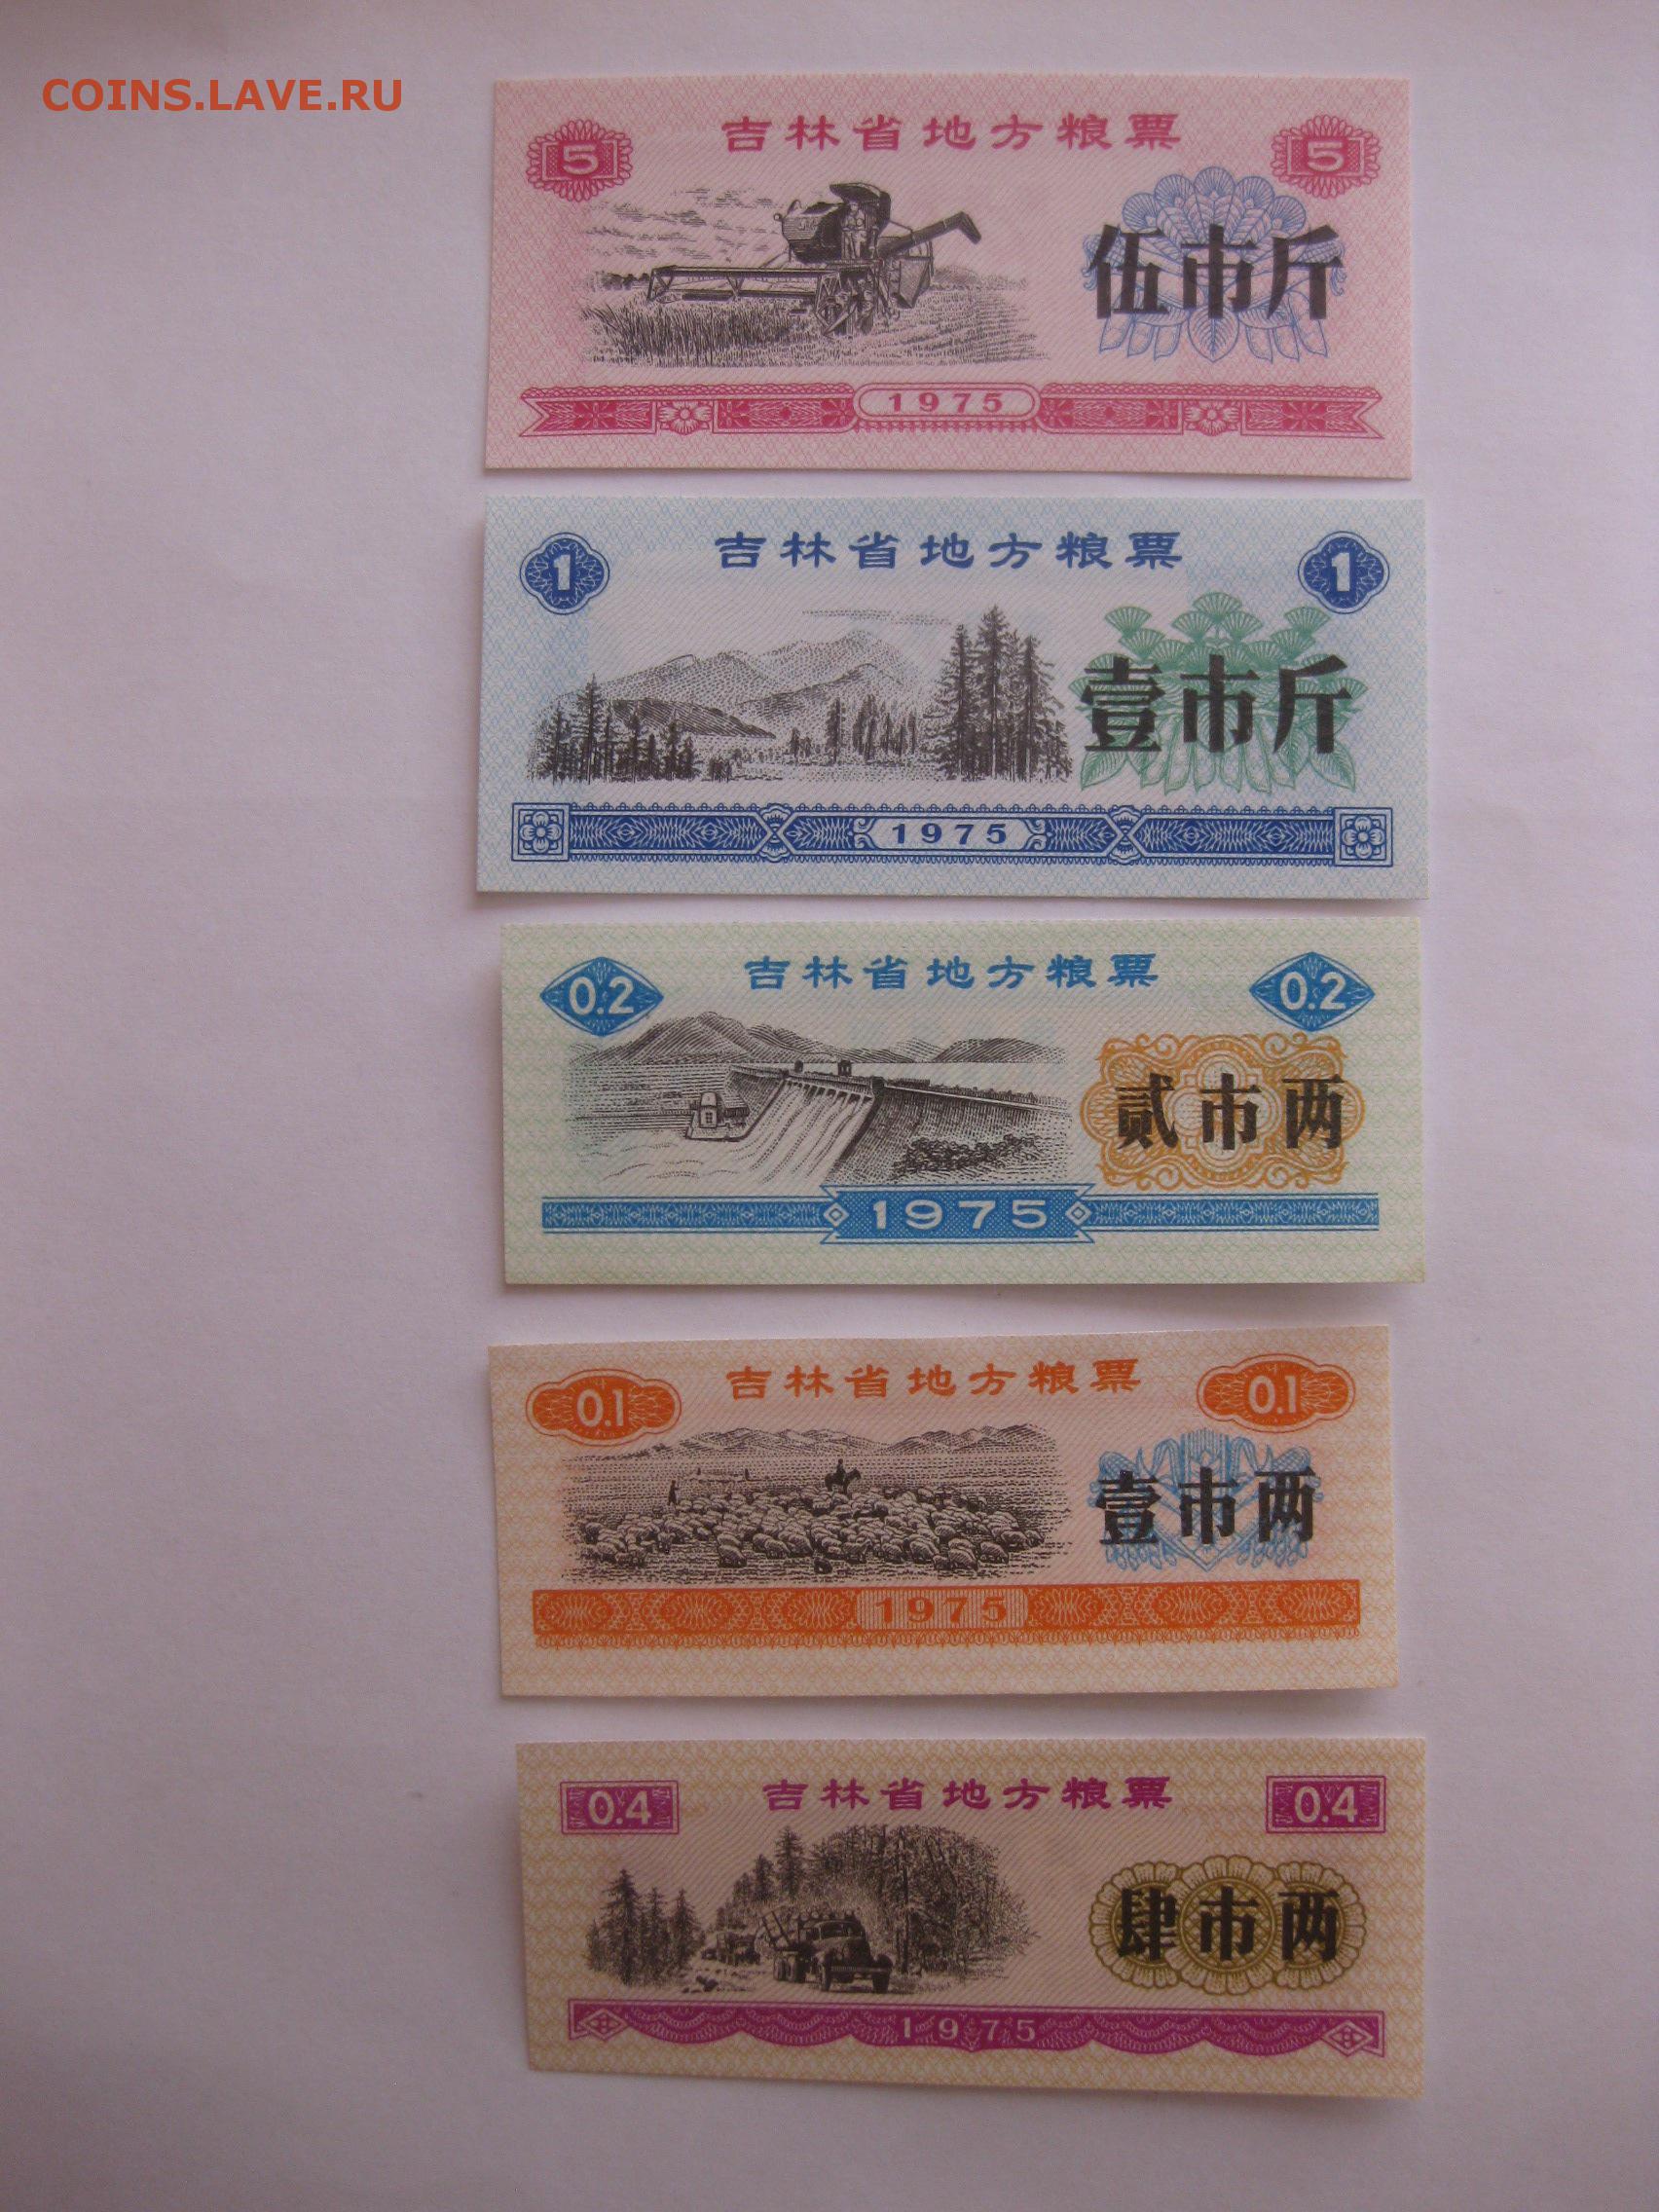 COINS.LAVE.RU
吉林省地方粮票
5 5
伍市斤
1975
吉林省地方粮票
1 1
壹市斤
1975
吉林省地方粮票
0.2 0.2
贰市两
1975
吉林省地方粮票
0.1 0.1
壹市两
1975
吉林省地方粮票
0.4 0.4
肆市两
1975